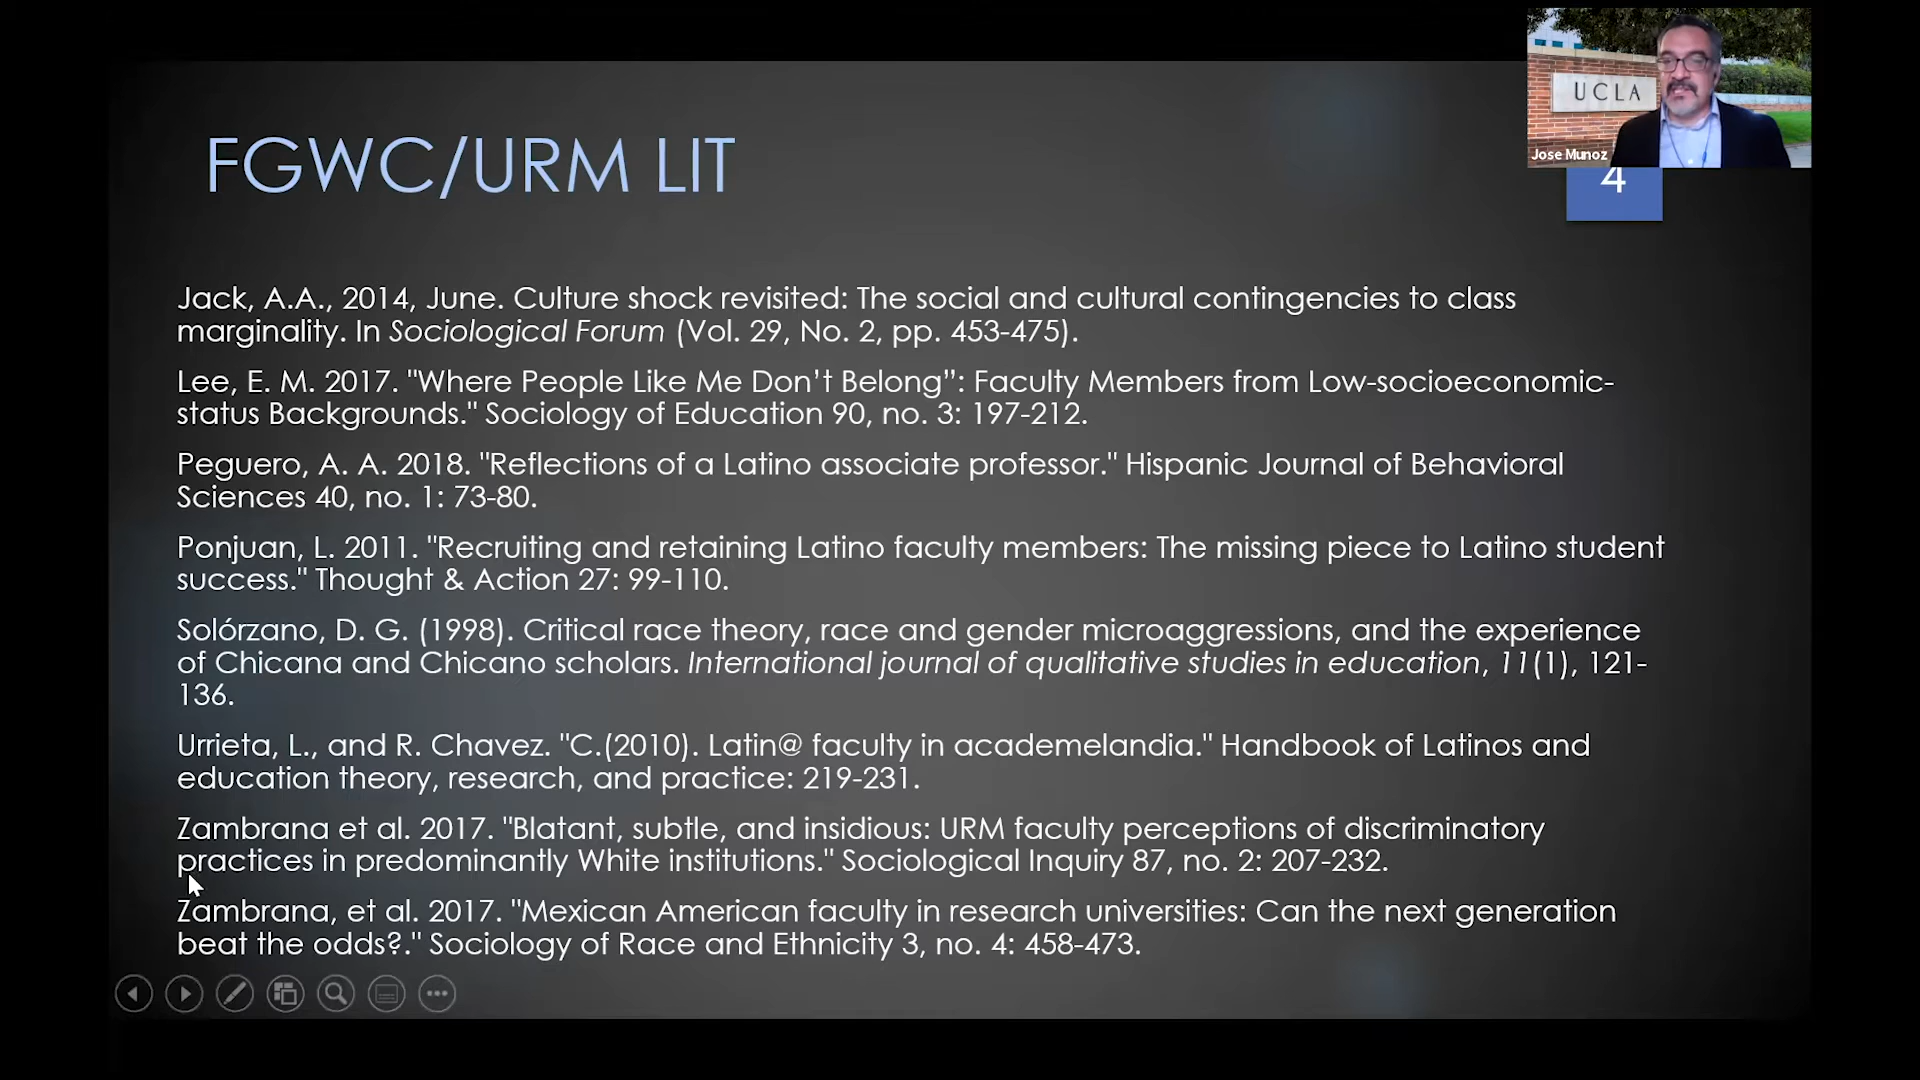 UCLA
Jose Munoz
4
FGWC/URM LIT
Jack, A.A., 2014, June. Culture shock revisited: The social and cultural contingencies to class
marginality. In Sociological Forum (Vol. 29, No. 2, pp. 453-475).
Lee, E. M. 2017. "Where People Like Me Don’t Belong”: Faculty Members from Low-socioeconomic-
status Backgrounds." Sociology of Education 90, no. 3: 197-212.
Peguero, A. A. 2018. "Reflections of a Latino associate professor." Hispanic Journal of Behavioral
Sciences 40, no. 1: 73-80.
Ponjuan, L. 2011. "Recruiting and retaining Latino faculty members: The missing piece to Latino student
success." Thought & Action 27: 99-110.
Solórzano, D. G. (1998). Critical race theory, race and gender microaggressions, and the experience
of Chicana and Chicano scholars. International journal of qualitative studies in education, 11(1), 121-
136.
Urrieta, L., and R. Chavez. "C.(2010). Latin@ faculty in academelandia." Handbook of Latinos and
education theory, research, and practice: 219-231.
Zambrana et al. 2017. "Blatant, subtle, and insidious: URM faculty perceptions of discriminatory
practices in predominantly White institutions." Sociological Inquiry 87, no. 2: 207-232.
Zambrana, et al. 2017. "Mexican American faculty in research universities: Can the next generation
beat the odds?." Sociology of Race and Ethnicity 3, no. 4: 458-473.